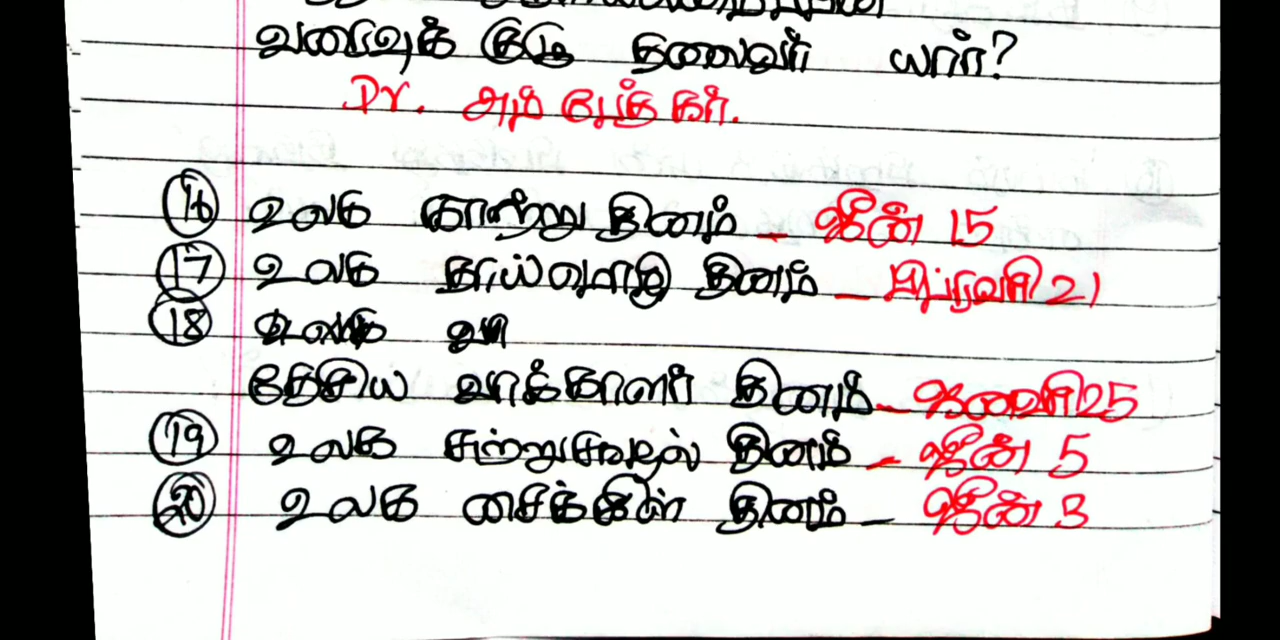 வரைவுக் குழு தலைவர் யார்?
Dr. அம்பேத்கர்.
16 உலக காற்று தினம் - ஜீன் 15
17 உலக தாய்மொழி தினம் - பிப்ரவரி 21
18 உலக
தேசிய வாக்காளர் தினம் - ஜனவரி 25
19 உலக சுற்றுசூழல் தினம் - ஜீன் 5
20 உலக சைக்கிள் தினம் - ஜீன் 3